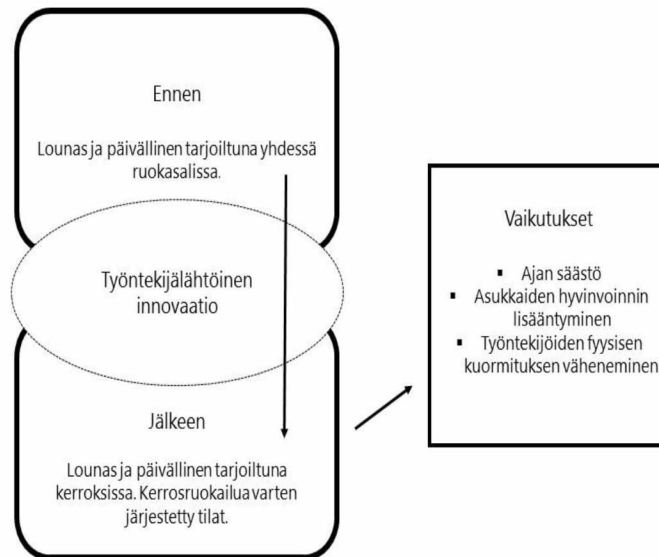 Ennen
Lounas ja päivällinen tarjoiltuna yhdessä
ruokasalissa.
Työntekijälähtöinen
innovaatio
Jälkeen
Lounas ja päivällinen tarjoiltuna
kerroksissa. Kerrosruokailua varten
järjestetty tilat.
Vaikutukset
▪ Ajan säästö
▪ Asukkaiden hyvinvoinnin
lisääntyminen
▪ Työntekijöiden fyysisen
kuormituksen väheneminen